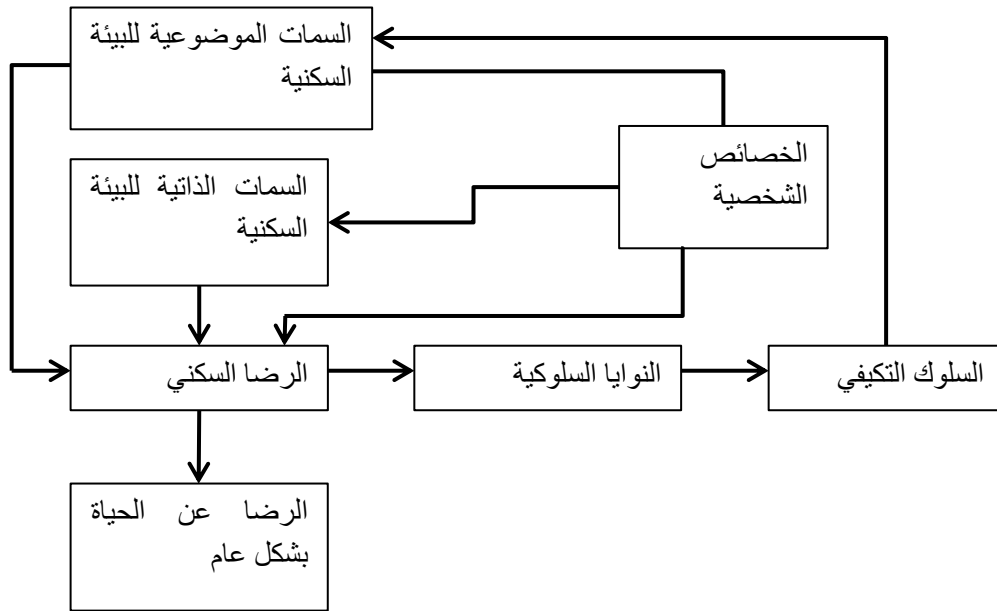 السمات الموضوعية للبيئة
السكنية
الخصائص
الشخصية
السمات الذاتية للبيئة
السكنية
الرضا السكني
النوايا السلوكية
السلوك التكيفي
الرضا عن الحياة
بشكل عام